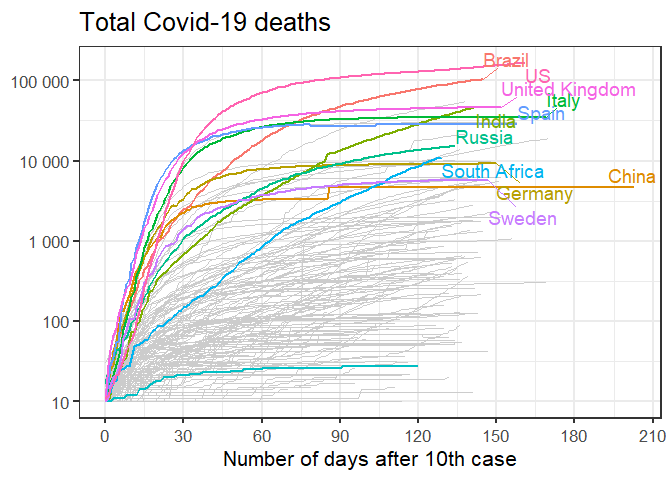 Total Covid-19 deaths
100 000
10 000
1 000
100
10
Brazil
US
United Kingdom
Italy
Spain
India
Russia
South Africa
China
Germany
Sweden
0 30 60 90 120 150 180 210
Number of days after 10th case